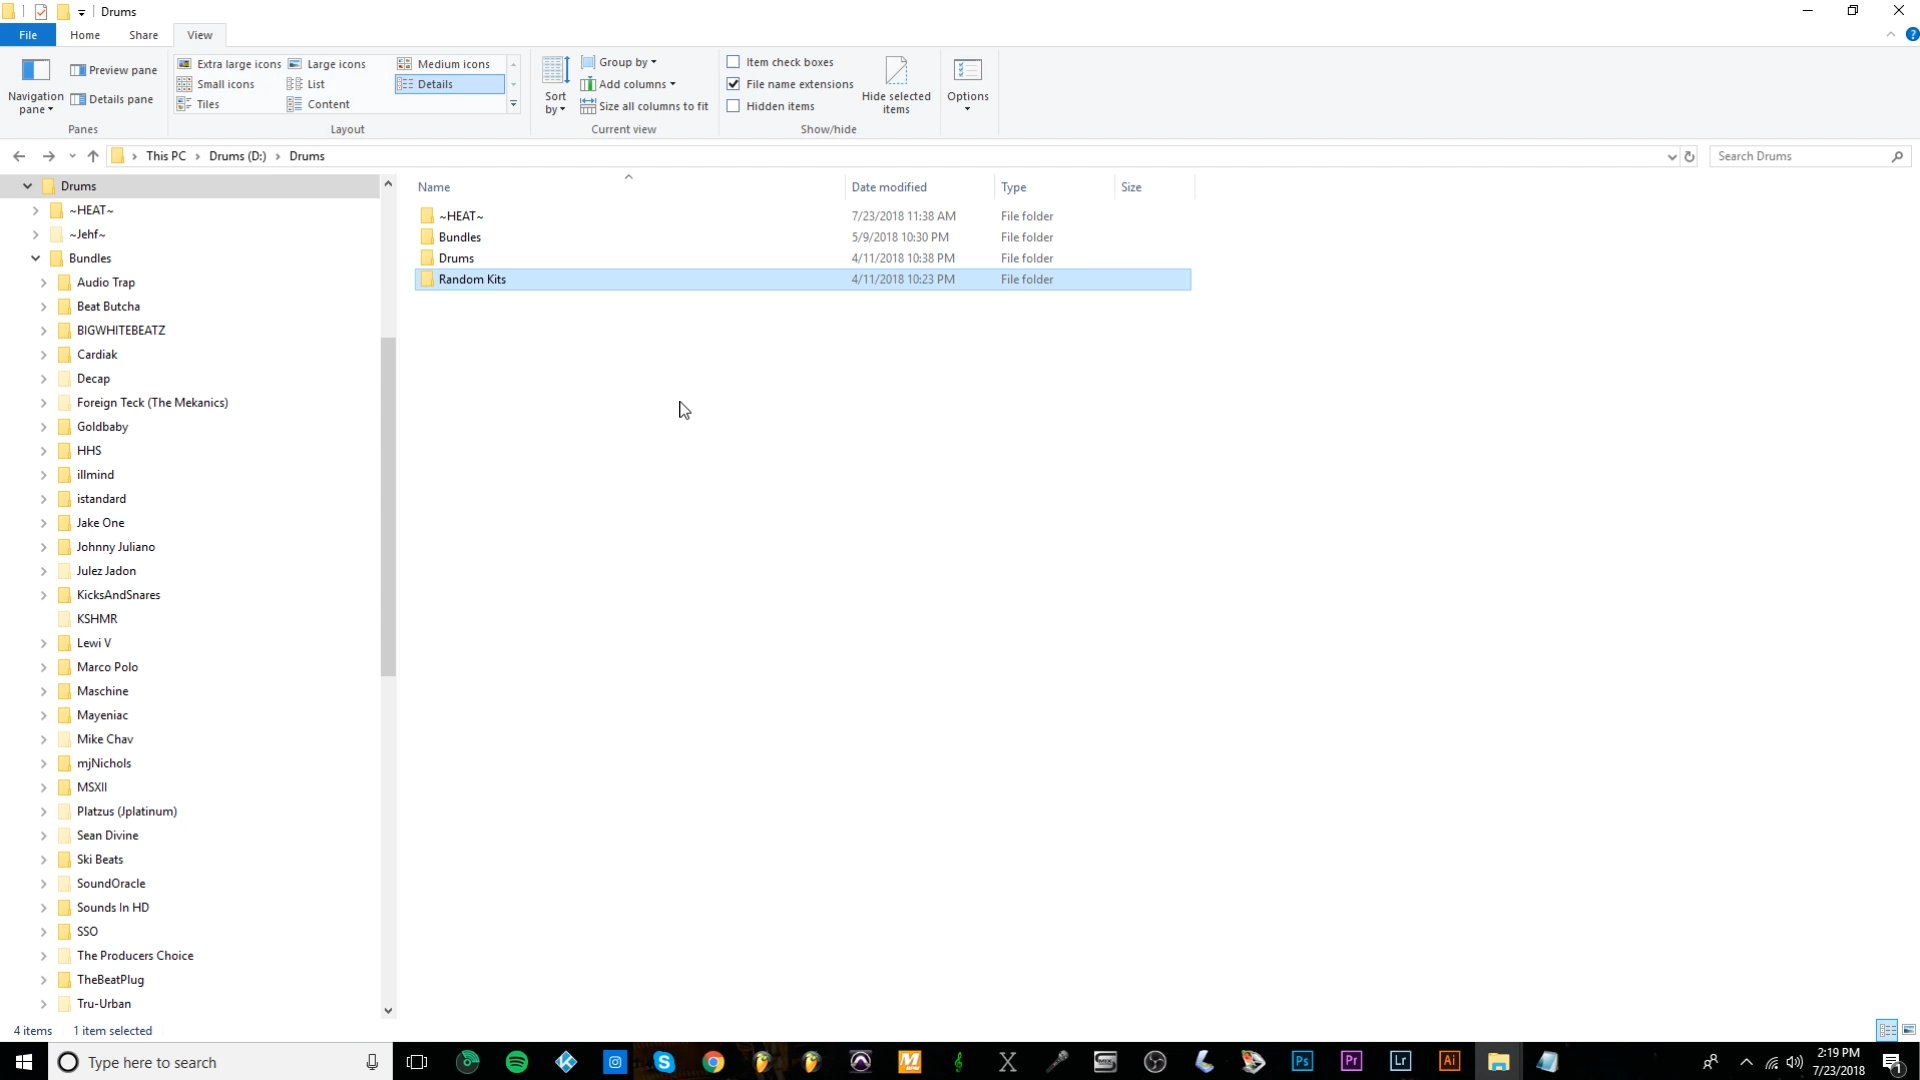 Drums
File Home Share View
Navigation pane
Preview pane
Details pane
Panes
Extra large icons Large icons Medium icons
Small icons List Details
Tiles Content
Layout
Sort by
Group by
Add columns
Size all columns to fit
Current view
Item check boxes
File name extensions
Hidden items
Hide selected items
Show/hide
Options
This PC > Drums (D:) > Drums
Search Drums
Drums
~HEAT~
~Jehf~
Bundles
Audio Trap
Beat Butcha
BIGWHITEBEATZ
Cardiak
Decap
Foreign Teck (The Mekanics)
Goldbaby
HHS
illmind
istandard
Jake One
Johnny Juliano
Julez Jadon
KicksAndSnares
KSHMR
Lewi V
Marco Polo
Maschine
Mayeniac
Mike Chav
mjNichols
MSXII
Platzus (Jplatinum)
Sean Divine
Ski Beats
SoundOracle
Sounds In HD
SSO
The Producers Choice
TheBeatPlug
Tru-Urban
Name Date modified Type Size
~HEAT~ 7/23/2018 11:38 AM File folder
Bundles 5/9/2018 10:30 PM File folder
Drums 4/11/2018 10:38 PM File folder
Random Kits 4/11/2018 10:23 PM File folder
4 items 1 item selected
Type here to search
Ps Pr Lr Ai
2:19 PM
7/23/2018
1